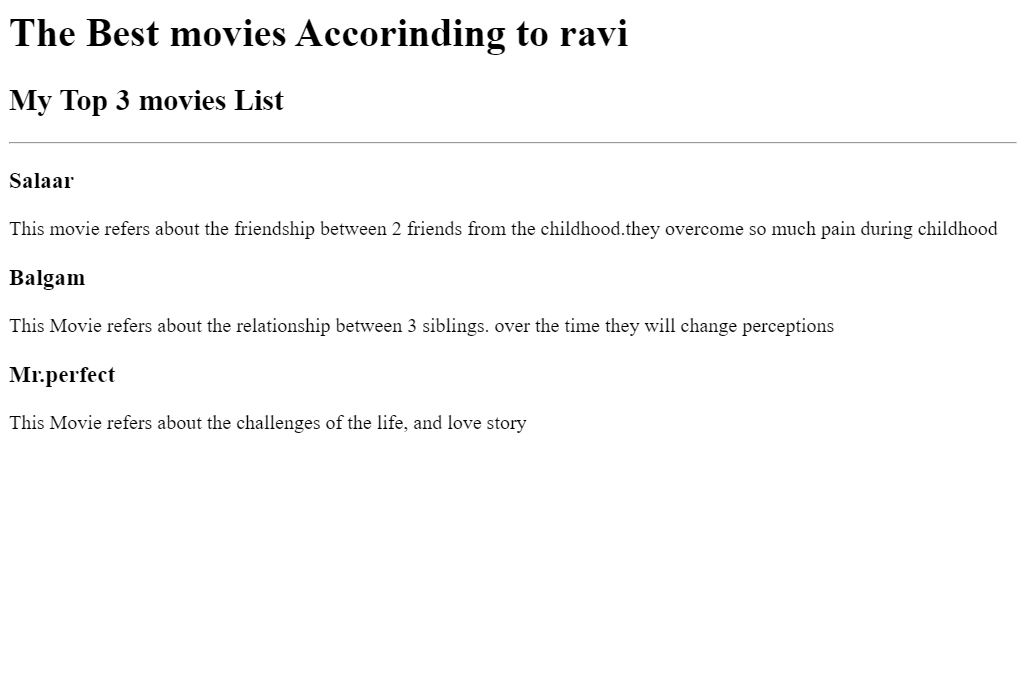 The Best movies Accorinding to ravi
My Top 3 movies List
Salaar
This movie refers about the friendship between 2 friends from the childhood.they overcome so much pain during childhood
Balgam
This Movie refers about the relationship between 3 siblings. over the time they will change perceptions
Mr.perfect
This Movie refers about the challenges of the life, and love story